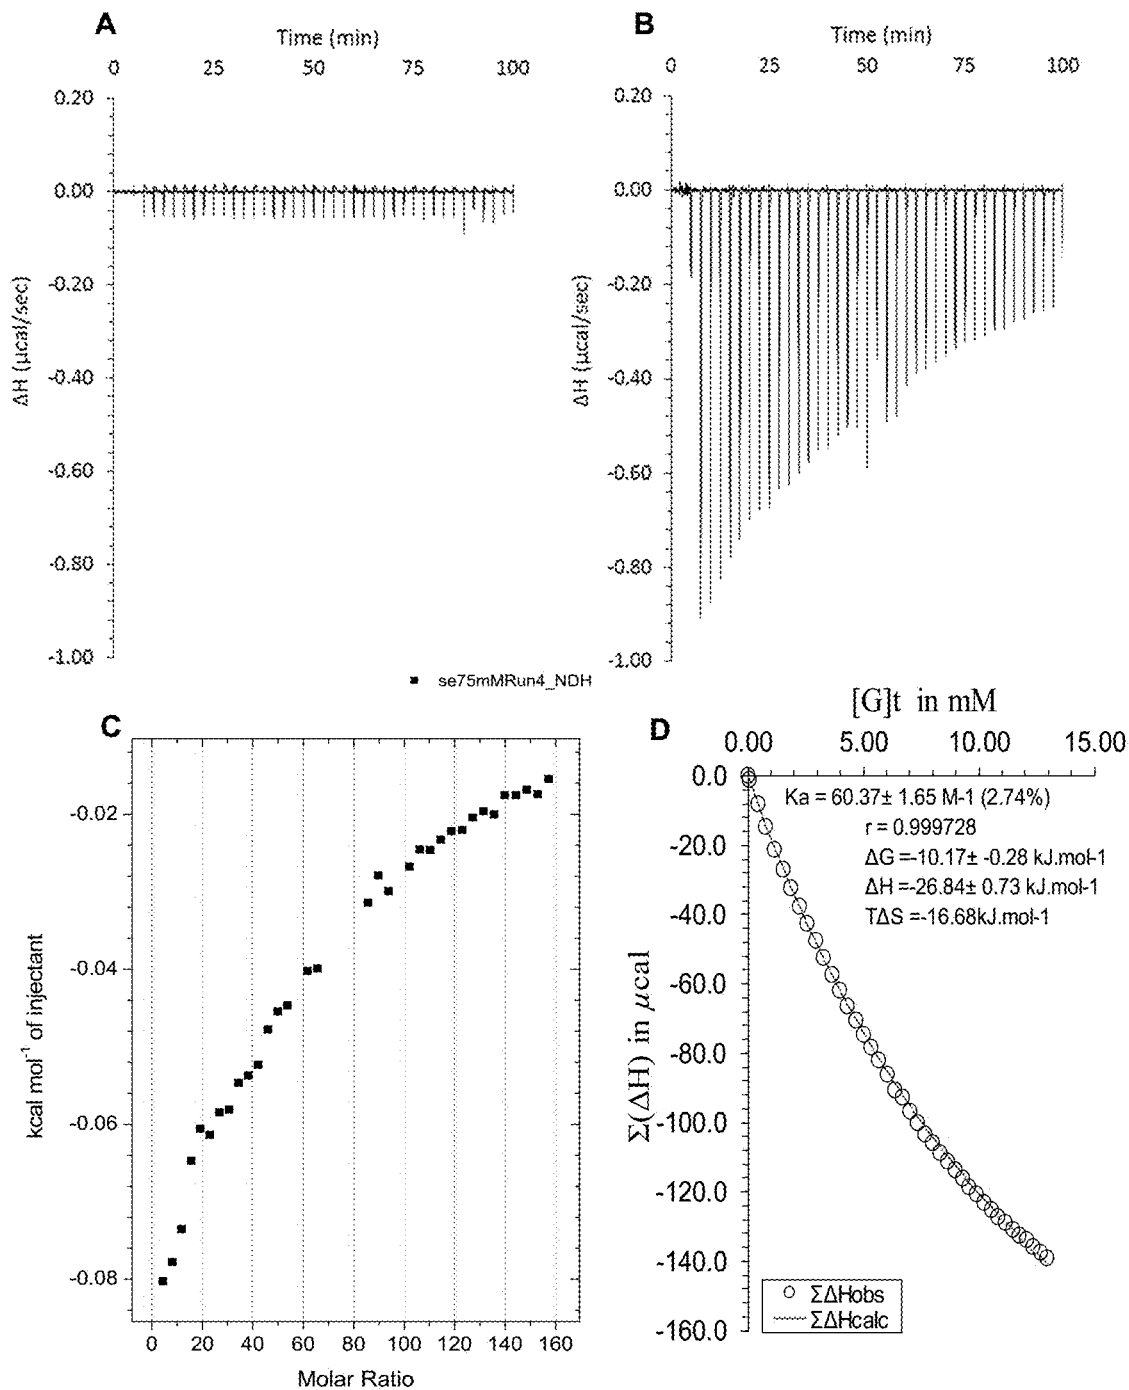 A
Time (min)
0 25 50 75 100
0.20
0.00
-0.20
-0.40
-0.60
-0.80
-1.00
ΔH (µcal/sec)
B
Time (min)
0 25 50 75 100
0.20
0.00
-0.20
-0.40
-0.60
-0.80
-1.00
ΔH (µcal/sec)
se75mMRun4_NDH
C
-0.02
-0.04
-0.06
-0.08
kcal mol⁻¹ of injectant
0 20 40 60 80 100 120 140 160
Molar Ratio
D
[G]t in mM
0.00 5.00 10.00 15.00
0.0
-20.0
-40.0
-60.0
-80.0
-100.0
-120.0
-140.0
-160.0
Σ(ΔH) in µcal
Ka = 60.37± 1.65 M-1 (2.74%)
r = 0.999728
ΔG =-10.17± -0.28 kJ.mol-1
ΔH =-26.84± 0.73 kJ.mol-1
TΔS =-16.68kJ.mol-1
ΣΔHobs
ΣΔHcalc